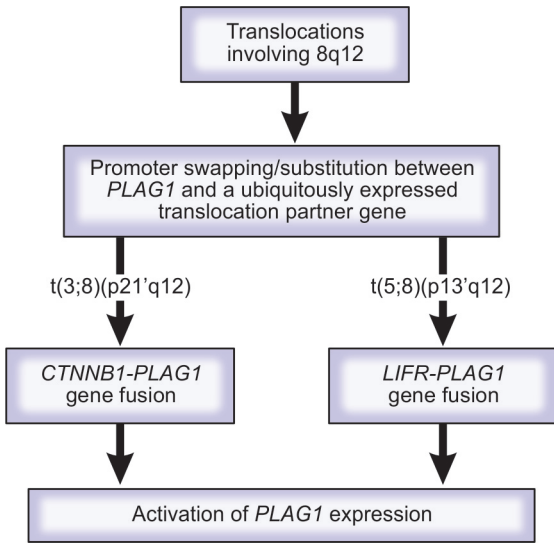 Translocations
involving 8q12
Promoter swapping/substitution between
PLAG1 and a ubiquitously expressed
translocation partner gene
t(3;8)(p21'q12)
t(5;8)(p13'q12)
CTNNB1-PLAG1
gene fusion
LIFR-PLAG1
gene fusion
Activation of PLAG1 expression